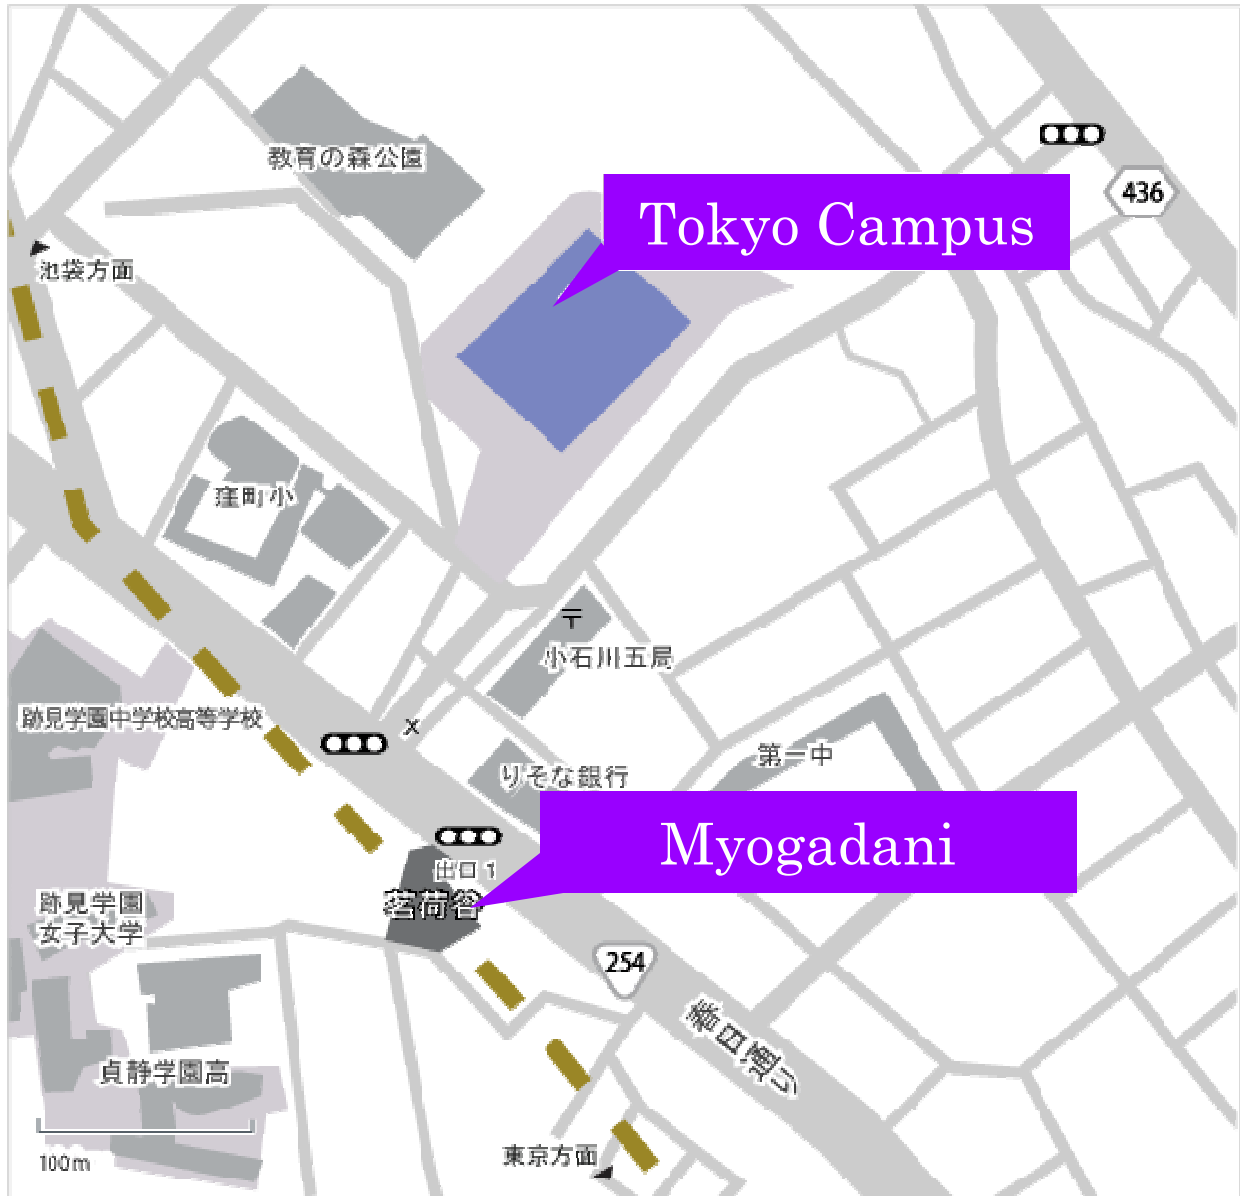 教育の森公園
436
Tokyo Campus
池袋方面
窪町小
〒
小石川五局
跡見学園中学校高等学校
X
第一中
りそな銀行
Myogadani
出口1
茗荷谷
跡見学園
女子大学
254
春日通り
貞静学園高
100m
東京方面